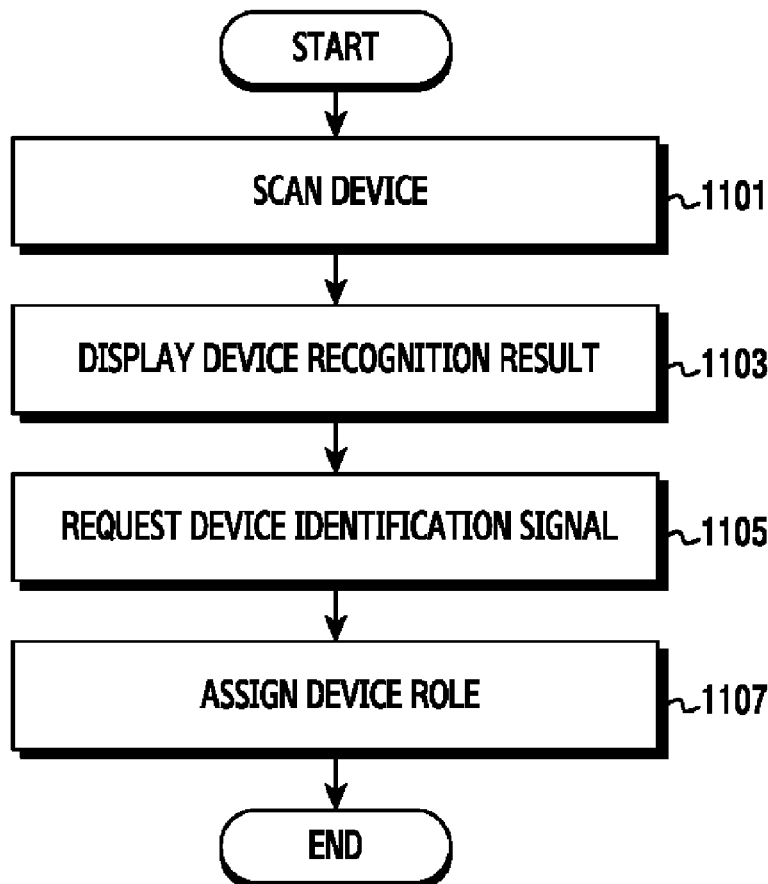 START
SCAN DEVICE
1101
DISPLAY DEVICE RECOGNITION RESULT
1103
REQUEST DEVICE IDENTIFICATION SIGNAL
1105
ASSIGN DEVICE ROLE
1107
END